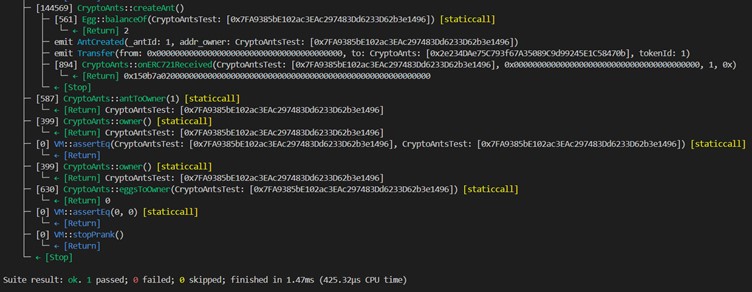 [144569] CryptoAnts::createAnt()
[561] Egg::balanceOf(CryptoAntsTest: [0x7FA9385bE102ac3EAc297483Dd6233D62b3e1496]) [staticcall]
← [Return] 2
emit AntCreated(_antId: 1, addr_owner: CryptoAntsTest: [0x7FA9385bE102ac3EAc297483Dd6233D62b3e1496])
emit Transfer(from: 0x0000000000000000000000000000000000000000, to: CryptoAnts: [0x2e234DAe75C793f67A35089C9d99245E1C58470b], tokenId: 1)
[894] CryptoAnts::onERC721Received(CryptoAntsTest: [0x7FA9385bE102ac3EAc297483Dd6233D62b3e1496], 0x0000000000000000000000000000000000000000, 1, 0x)
← [Return] 0x150b7a0200000000000000000000000000000000000000000000000000000000
← [Stop]
[587] CryptoAnts::antToOwner(1) [staticcall]
← [Return] CryptoAntsTest: [0x7FA9385bE102ac3EAc297483Dd6233D62b3e1496]
[399] CryptoAnts::owner() [staticcall]
← [Return] CryptoAntsTest: [0x7FA9385bE102ac3EAc297483Dd6233D62b3e1496]
[0] VM::assertEq(CryptoAntsTest: [0x7FA9385bE102ac3EAc297483Dd6233D62b3e1496], CryptoAntsTest: [0x7FA9385bE102ac3EAc297483Dd6233D62b3e1496]) [staticcall]
← [Return]
[399] CryptoAnts::owner() [staticcall]
← [Return] CryptoAntsTest: [0x7FA9385bE102ac3EAc297483Dd6233D62b3e1496]
[630] CryptoAnts::eggsToOwner(CryptoAntsTest: [0x7FA9385bE102ac3EAc297483Dd6233D62b3e1496]) [staticcall]
← [Return] 0
[0] VM::assertEq(0, 0) [staticcall]
← [Return]
[0] VM::stopPrank()
← [Return]
← [Stop]
Suite result: ok. 1 passed; 0 failed; 0 skipped; finished in 1.47ms (425.32µs CPU time)